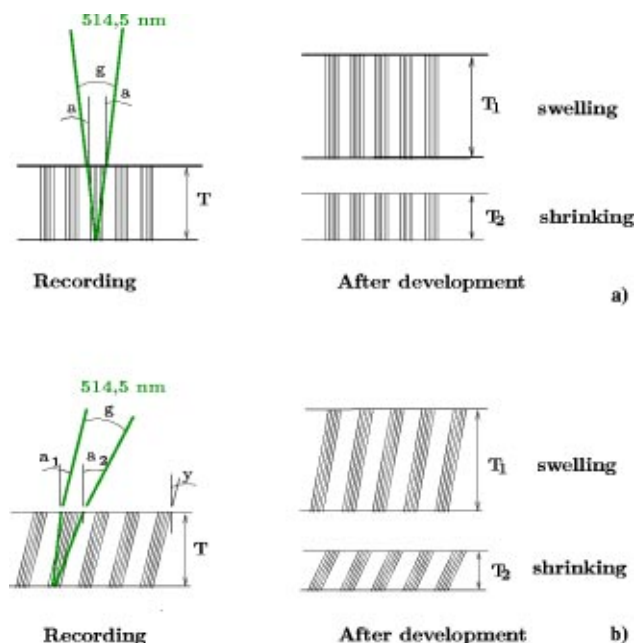 514,5 nm
g
a a
T
Recording
T1 swelling
T2 shrinking
After development
a)
514,5 nm
g
a1 a2
y
T
Recording
T1 swelling
T2 shrinking
After development
b)